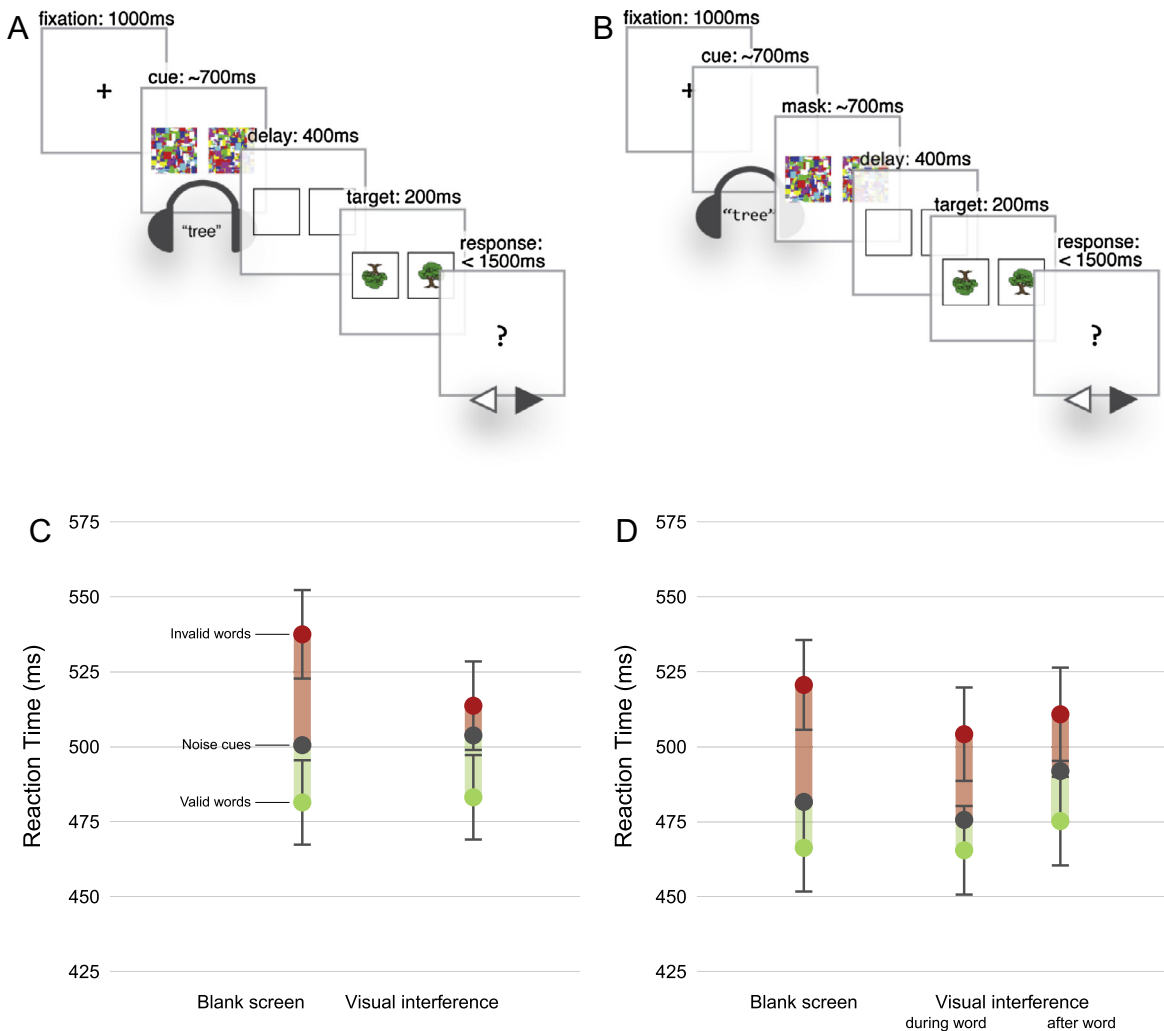 A
fixation: 1000ms
+
cue: ~700ms
delay: 400ms
"tree"
target: 200ms
response:
< 1500ms
?
B
fixation: 1000ms
+
cue: ~700ms
mask: ~700ms
delay: 400ms
"tree"
target: 200ms
response:
< 1500ms
?
C
Reaction Time (ms)
575
550
525
500
475
450
425
Invalid words
Noise cues
Valid words
Blank screen
Visual interference
D
Reaction Time (ms)
575
550
525
500
475
450
425
Blank screen
Visual interference
during word
after word